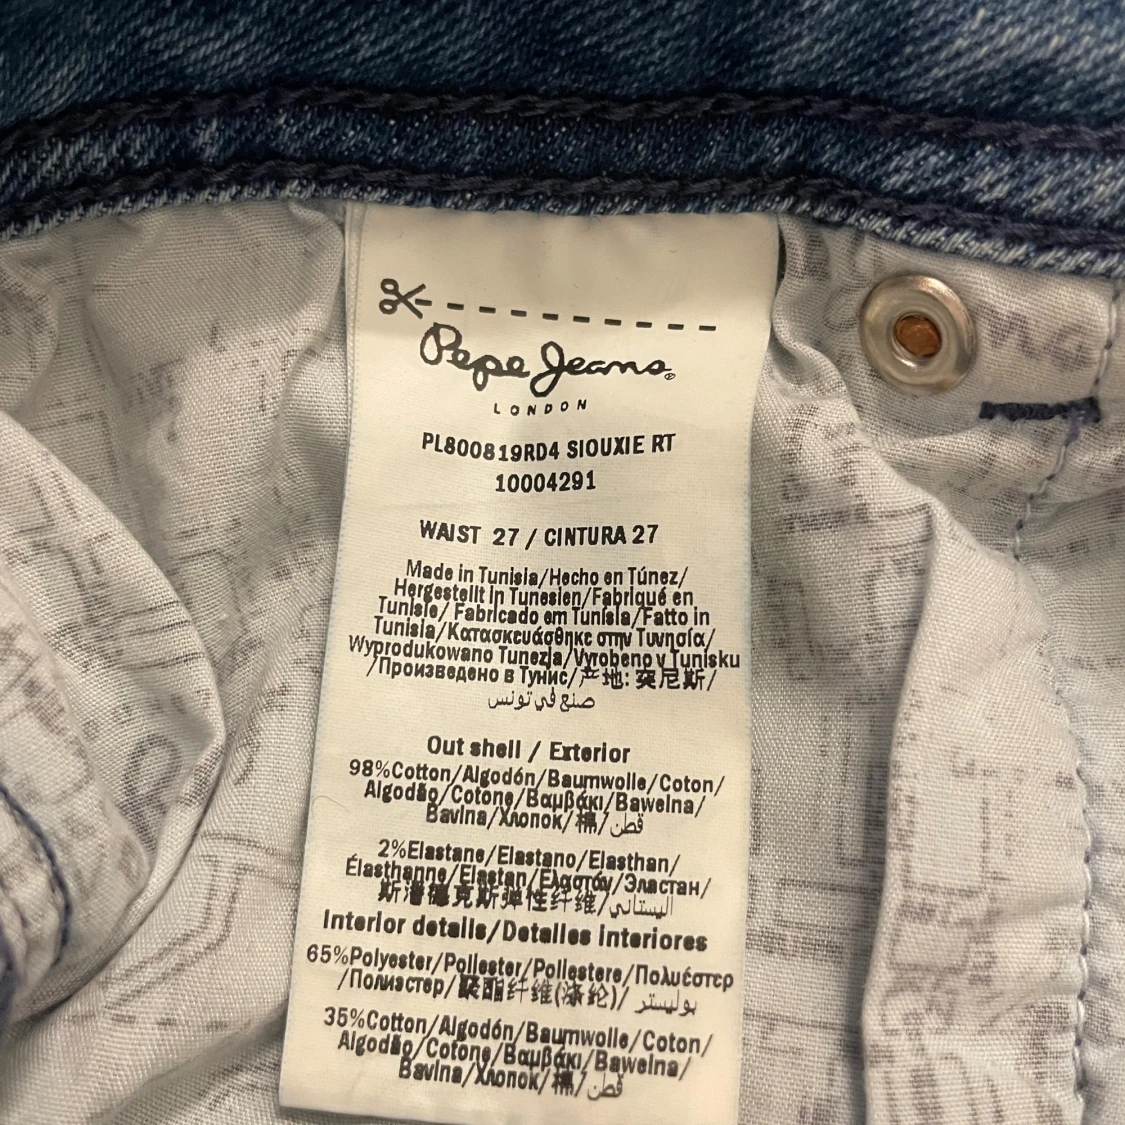 Pepe Jeans®
LONDON
PL800819RD4 SIOUXIE RT
10004291
WAIST 27 / CINTURA 27
Made in Tunisia/Hecho en Túnez/
Hergestellt in Tunesien/Fabriqué en
Tunisie/ Fabricado em Tunísia/Fatto in
Tunisia/Κατασκευάσθηκε στην Τυνησία/
Wyprodukowano Tunezja/Vyrobeno v Tunisku
/Произведено в Тунис/产地: 突尼斯/
صنع في تونس
Out shell / Exterior
98%Cotton/Algodón/Baumwolle/Coton/
Algodão/Cotone/Βαμβάκι/Bawelna/
Bavlna/Хлопок/棉/قطن
2%Elastane/Elastano/Elasthan/
Élasthanne/Elastan/Ελαστάν/Эластан/
斯潘德克斯弹性纤维/اليستاني
Interior details/Detalles interiores
65%Polyester/Poliester/Poliestere/Πολυέστερ
/Полиэстер/聚酯纤维(涤纶)/ بوليستر
35%Cotton/Algodón/Baumwolle/Coton/
Algodão/Cotone/Βαμβάκι/Bawelna/
Bavlna/Хлопок/棉/قطن